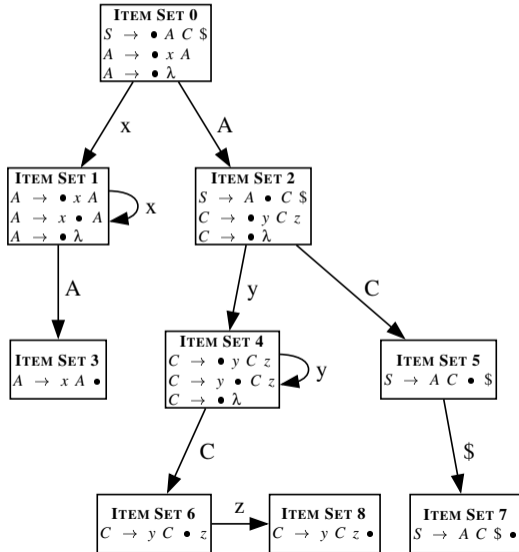 ITEM SET 0
S → • A C $
A → • x A
A → • λ
x
A
ITEM SET 1
A → • x A
A → x • A
A → • λ
x
ITEM SET 2
S → A • C $
C → • y C z
C → • λ
A
y
C
ITEM SET 3
A → x A •
ITEM SET 4
C → • y C z
C → y • C z
C → • λ
y
ITEM SET 5
S → A C • $
C
$
ITEM SET 6
C → y C • z
z
ITEM SET 8
C → y C z •
ITEM SET 7
S → A C $ •